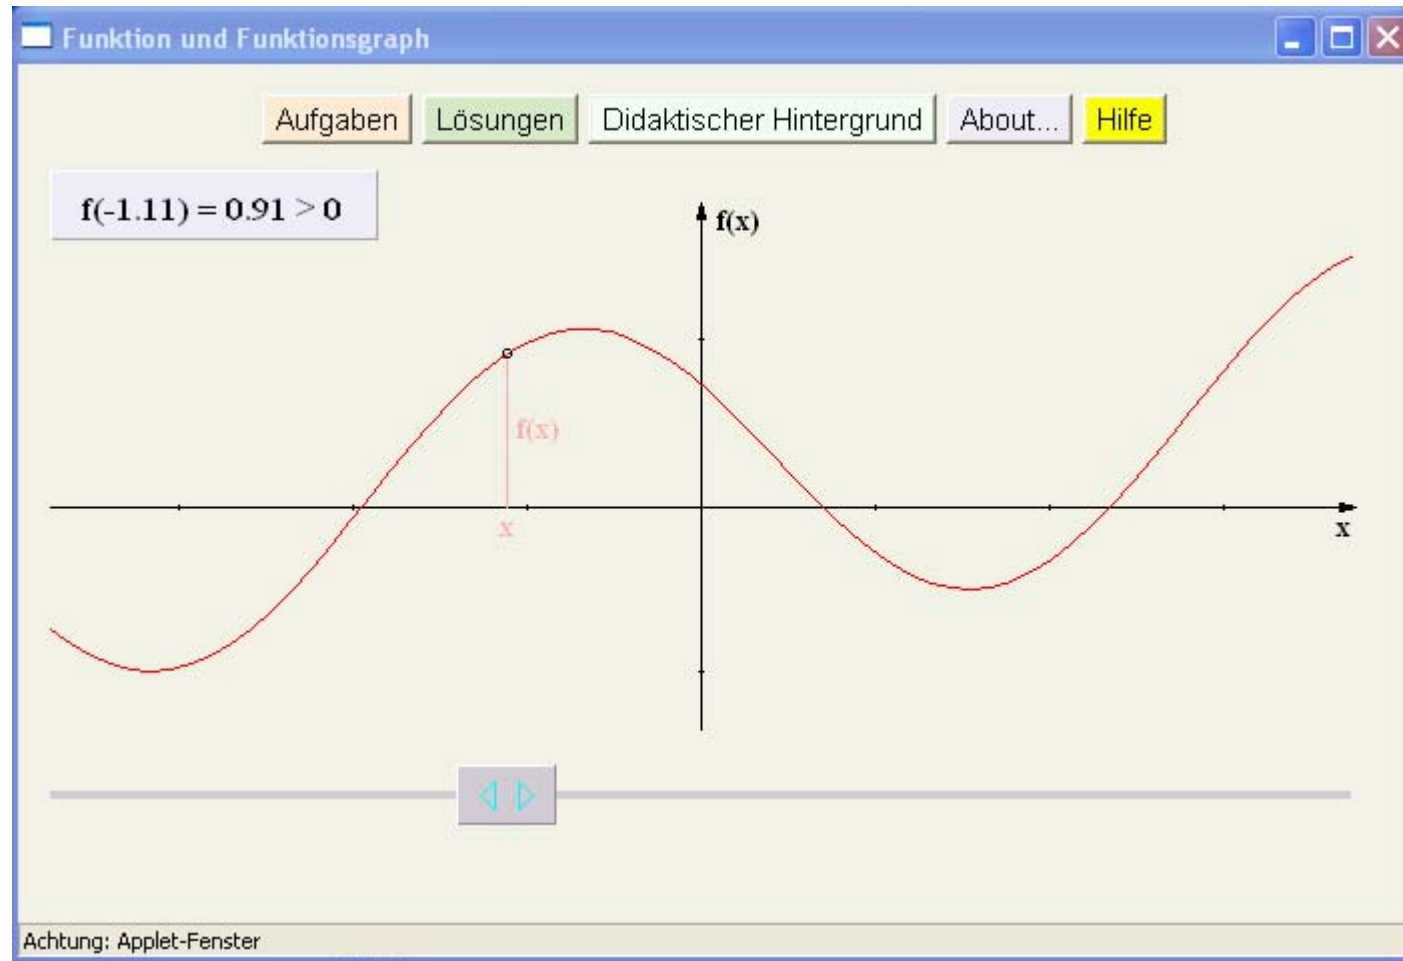 Funktion und Funktionsgraph
Aufgaben Lösungen Didaktischer Hintergrund About... Hilfe
f(-1.11) = 0.91 > 0
f(x)
f(x)
x
x
Achtung: Applet-Fenster